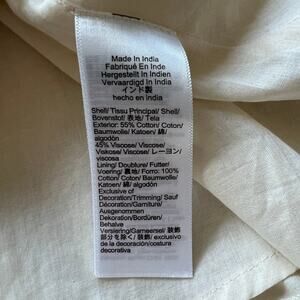 Made In India
Fabriqué En Inde
Hergestellt In Indien
Vervaardigd In India
インド製
hecho en india
Shell/ Tissu Principal/ Shell/
Bovenstof/ 表地/ Tela
Exterior: 55% Cotton/ Coton/
Baumwolle/ Katoen/ 綿/
algodón
45% Viscose/ Viscose/
Viskose/ Viscose/ レーヨン/
viscosa
Lining/ Doublure/ Futter/
Voering/ 裏地/ Forro: 100%
Cotton/ Coton/ Baumwolle/
Katoen/ 綿/ algodón
Exclusive of
Decoration/Trimming/ Sauf
Décoration/Garniture/
Ausgenommen
Dekoration/Bordüren/
Behalve
Versiering/Garneersel/ 装飾
部分を除く/ 装飾/ exclusivo
de la decoración/costura
decorativa